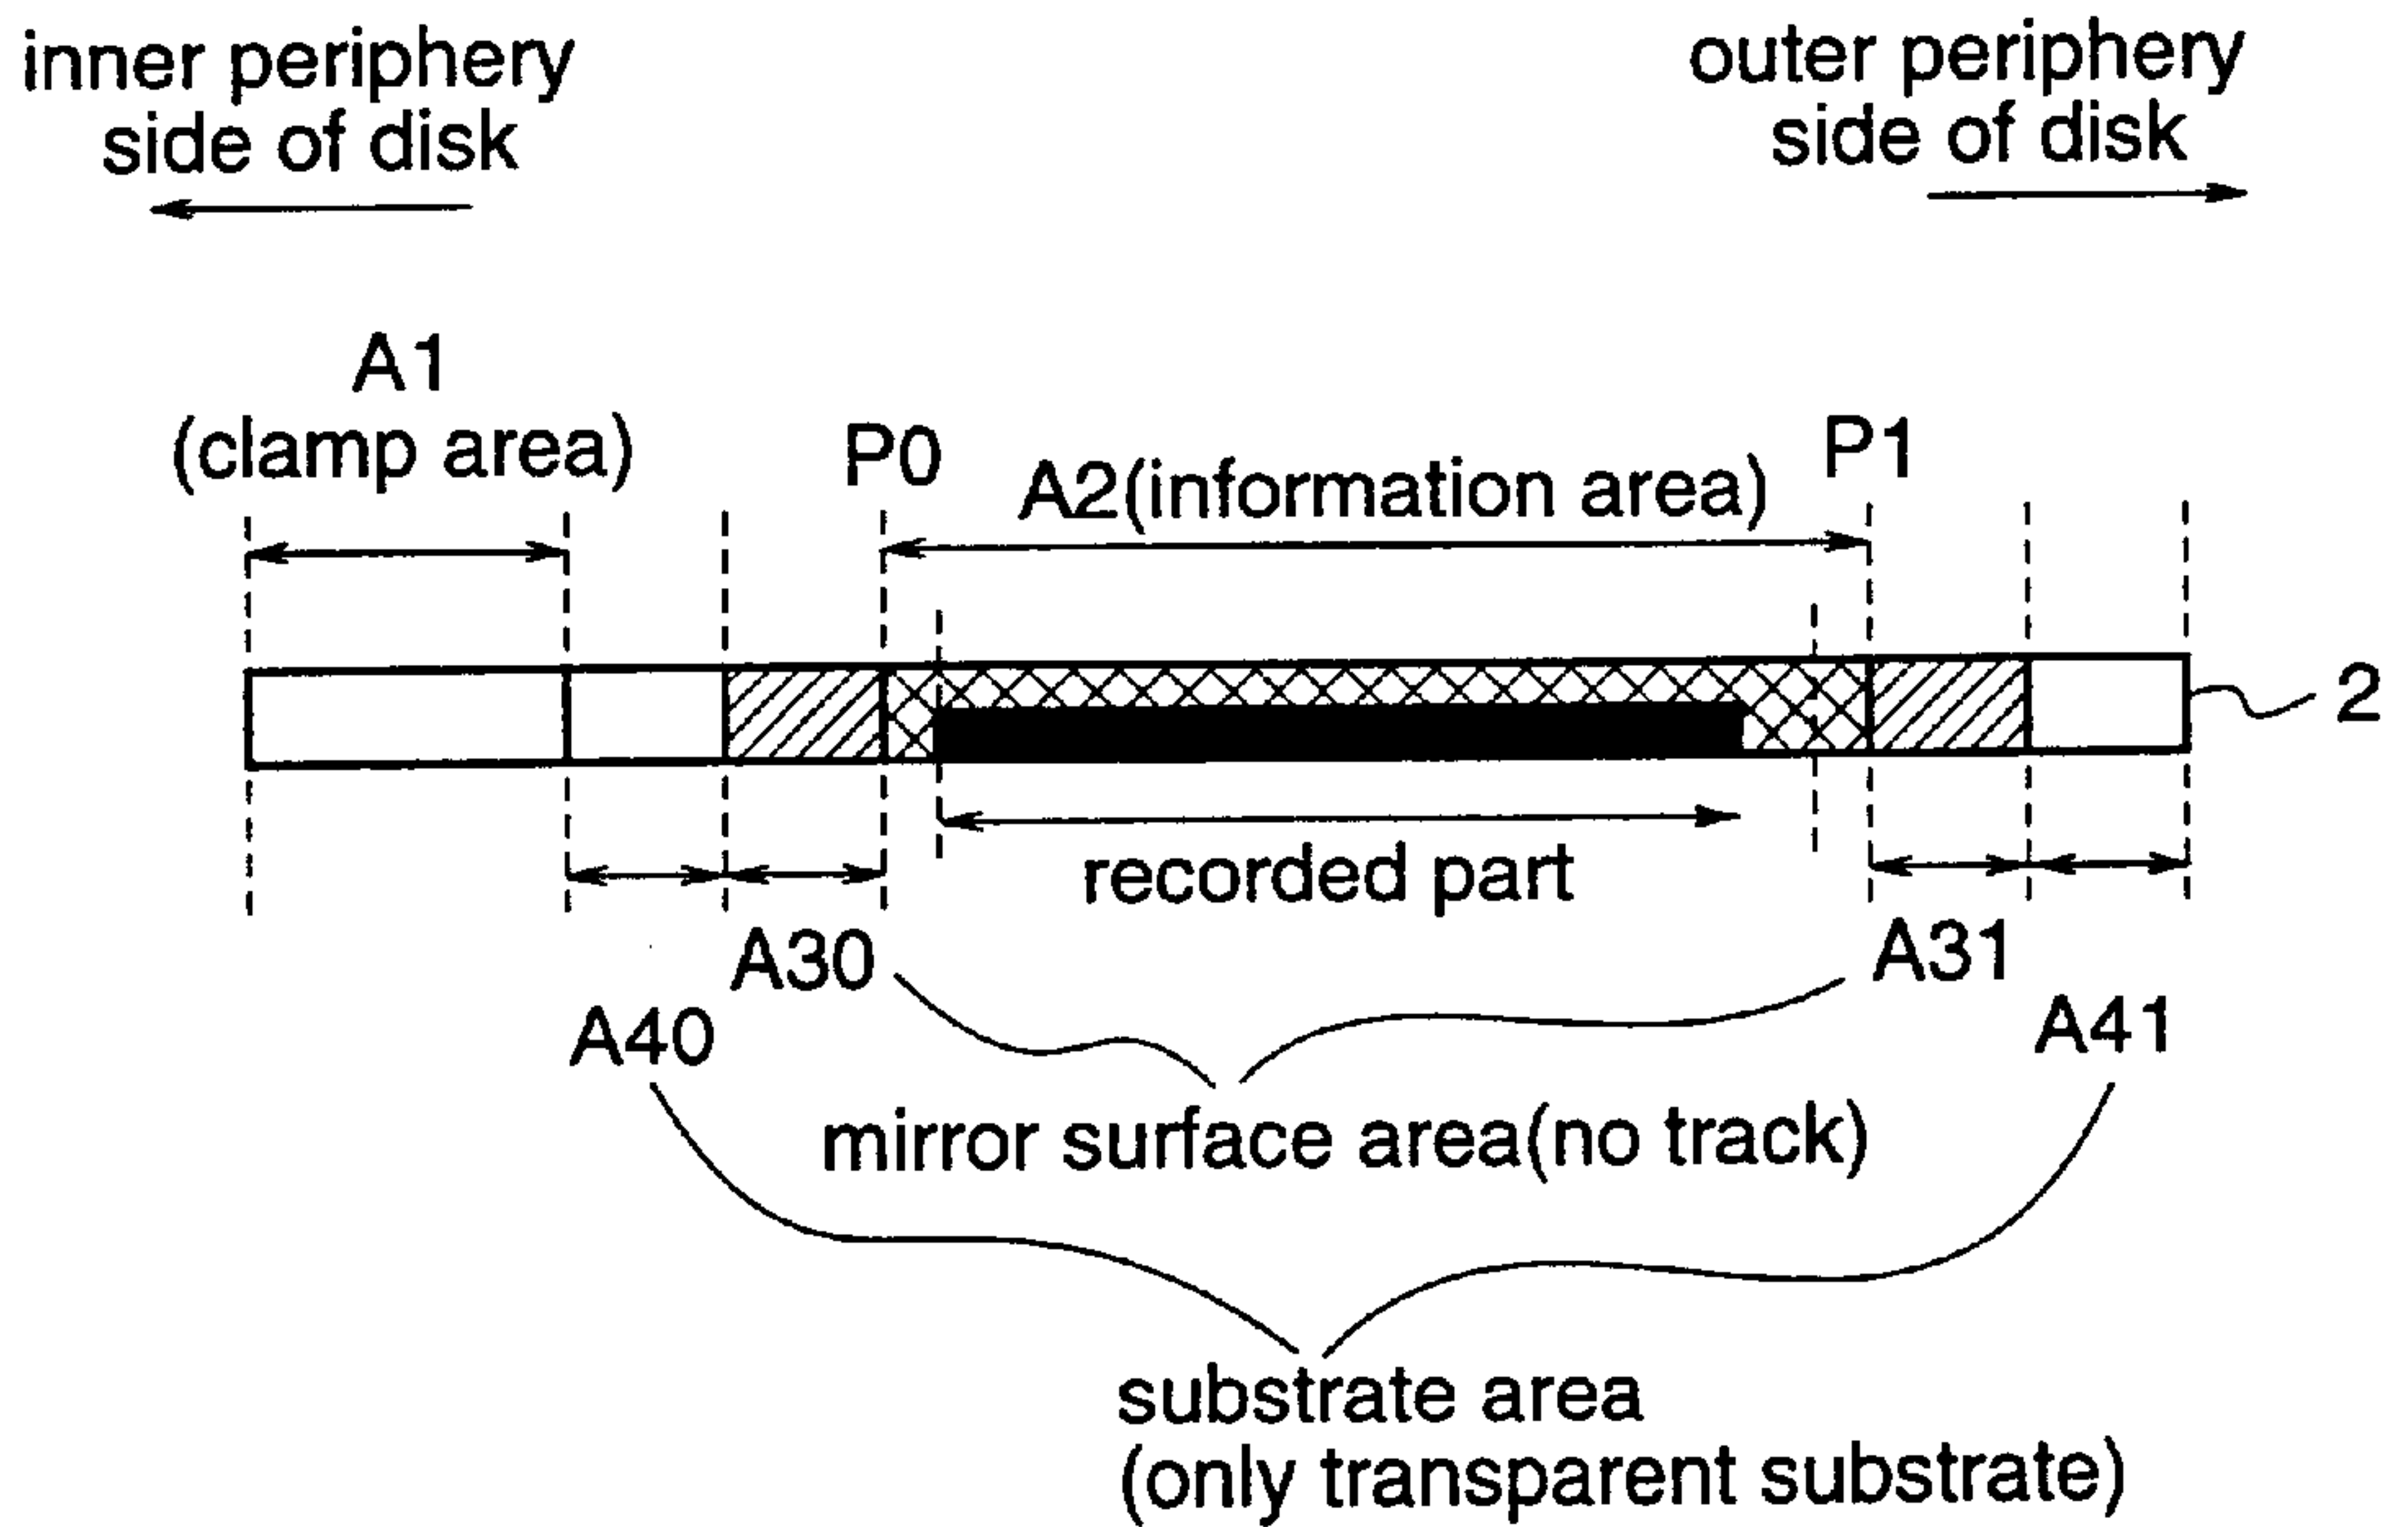 inner periphery
side of disk
outer periphery
side of disk
A1
(clamp area)
P0
A2(information area)
P1
2
recorded part
A30
A31
A40
A41
mirror surface area(no track)
substrate area
(only transparent substrate)